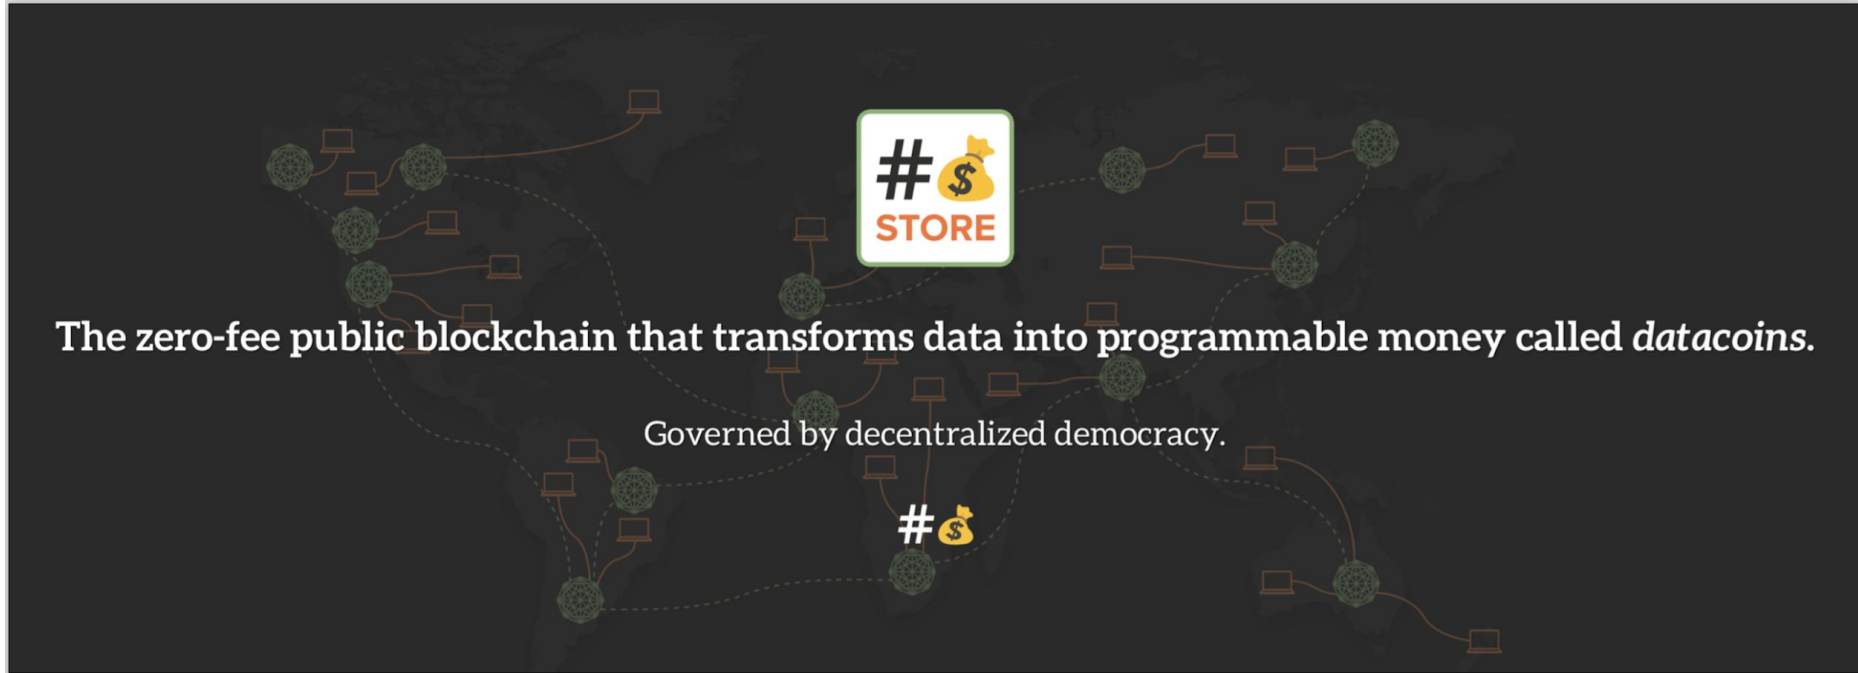 #💰
STORE
The zero-fee public blockchain that transforms data into programmable money called datacoins.
Governed by decentralized democracy.
#💰